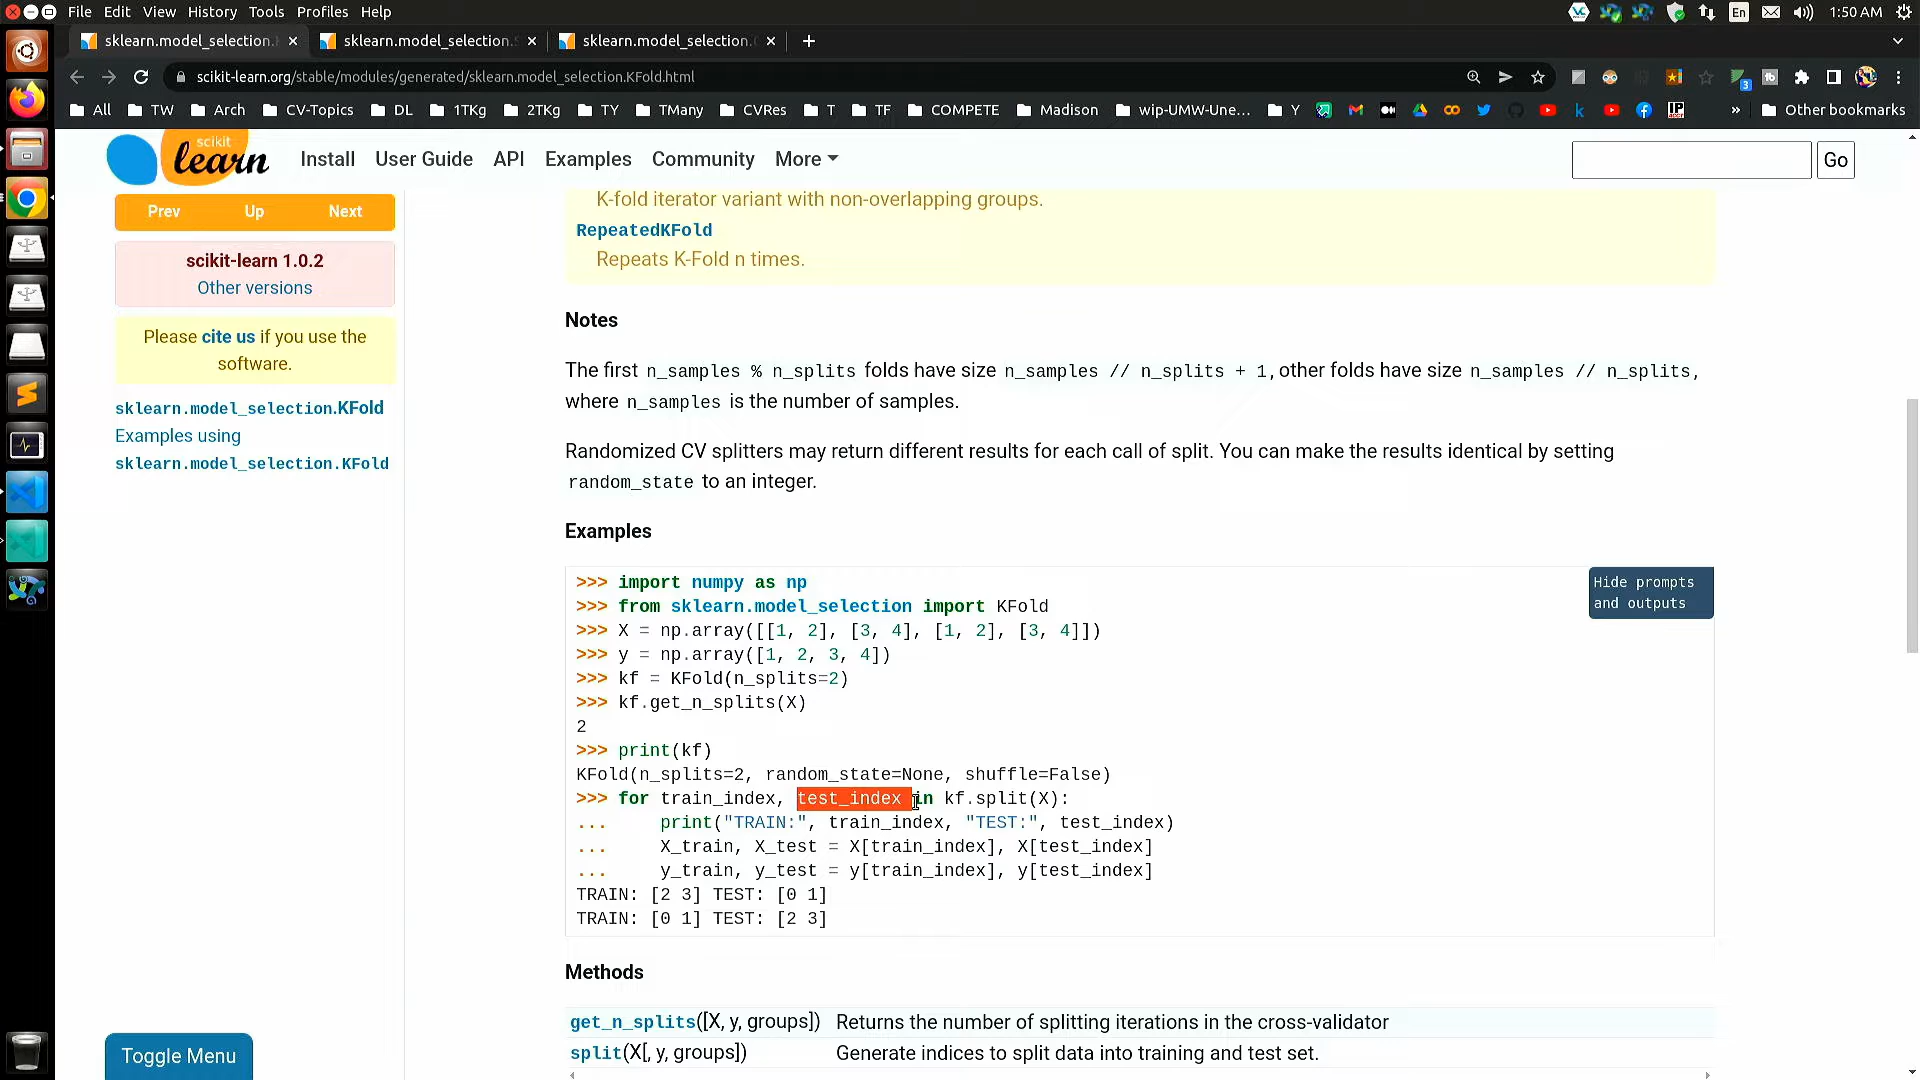 File Edit View History Tools Profiles Help
En 1:50 AM
sklearn.model_selection. sklearn.model_selection. sklearn.model_selection.
scikit-learn.org/stable/modules/generated/sklearn.model_selection.KFold.html
All TW Arch CV-Topics DL 1TKg 2TKg TY TMany CVRes T TF COMPETE Madison wip-UMW-Une... Y » Other bookmarks
scikit
learn
Install User Guide API Examples Community More
Go
Prev Up Next
scikit-learn 1.0.2
Other versions
Please cite us if you use the
software.
sklearn.model_selection.KFold
Examples using
sklearn.model_selection.KFold
Toggle Menu
K-fold iterator variant with non-overlapping groups.
RepeatedKFold
Repeats K-Fold n times.
Notes
The first n_samples % n_splits folds have size n_samples // n_splits + 1, other folds have size n_samples // n_splits,
where n_samples is the number of samples.
Randomized CV splitters may return different results for each call of split. You can make the results identical by setting
random_state to an integer.
Examples
Hide prompts
and outputs
>>> import numpy as np
>>> from sklearn.model_selection import KFold
>>> X = np.array([[1, 2], [3, 4], [1, 2], [3, 4]])
>>> y = np.array([1, 2, 3, 4])
>>> kf = KFold(n_splits=2)
>>> kf.get_n_splits(X)
2
>>> print(kf)
KFold(n_splits=2, random_state=None, shuffle=False)
>>> for train_index, test_index in kf.split(X):
...     print("TRAIN:", train_index, "TEST:", test_index)
...     X_train, X_test = X[train_index], X[test_index]
...     y_train, y_test = y[train_index], y[test_index]
TRAIN: [2 3] TEST: [0 1]
TRAIN: [0 1] TEST: [2 3]
Methods
get_n_splits([X, y, groups]) Returns the number of splitting iterations in the cross-validator
split(X[, y, groups]) Generate indices to split data into training and test set.